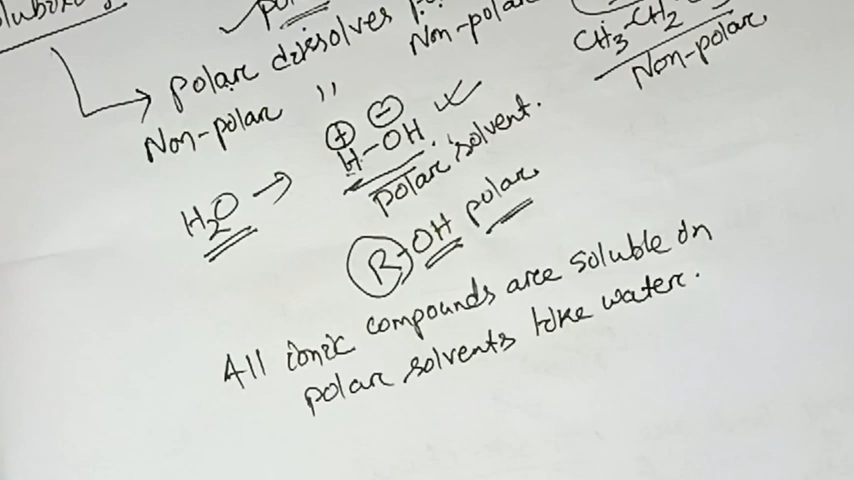 polar dissolves
Non-polar
CH3-CH2
Non-polar
Non-polar "
+ -
H2O → H-OH
polar solvent.
R-OH polar
All ionic compounds are soluble in
polar solvents like water.